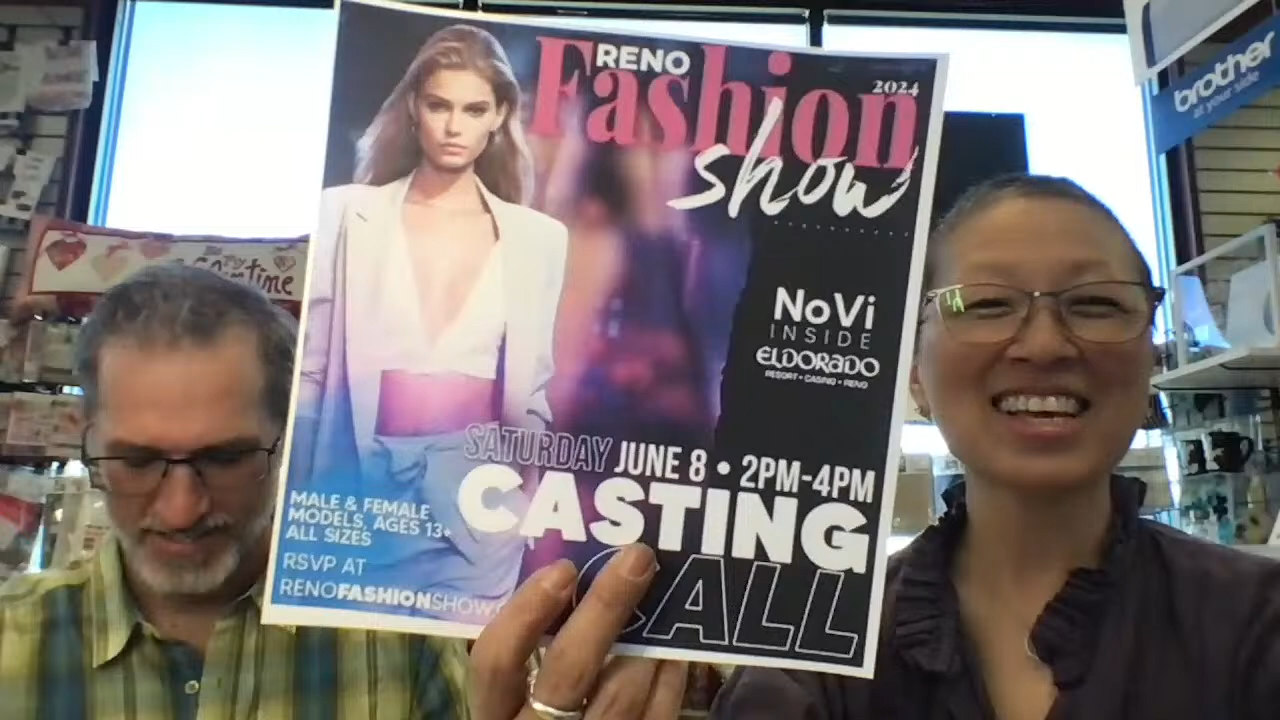 RENO
Fashion
2024
show
NoVi
INSIDE
ELDORADO
RESORT • CASINO • RENO
SATURDAY JUNE 8 • 2PM-4PM
CASTING
CALL
MALE & FEMALE
MODELS, AGES 13+
ALL SIZES
RSVP AT
RENOFASHIONSHOW
brother
at your side